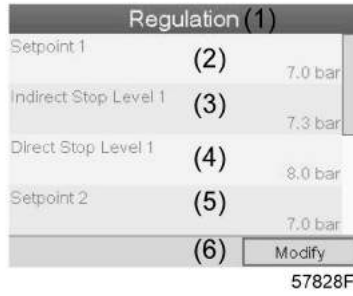 Regulation (1)
Setpoint 1
(2)
7.0 bar
Indirect Stop Level 1
(3)
7.3 bar
Direct Stop Level 1
(4)
8.0 bar
Setpoint 2
(5)
7.0 bar
(6) Modify
57828F